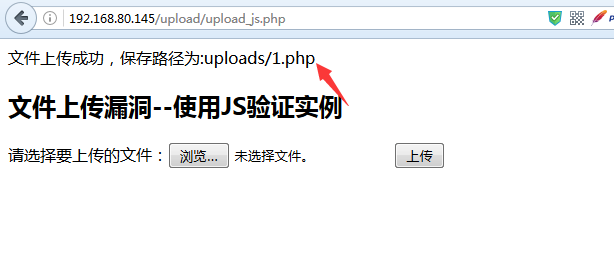 192.168.80.145/upload/upload_js.php
文件上传成功，保存路径为:uploads/1.php
文件上传漏洞--使用JS验证实例
请选择要上传的文件： 浏览... 未选择文件。 上传